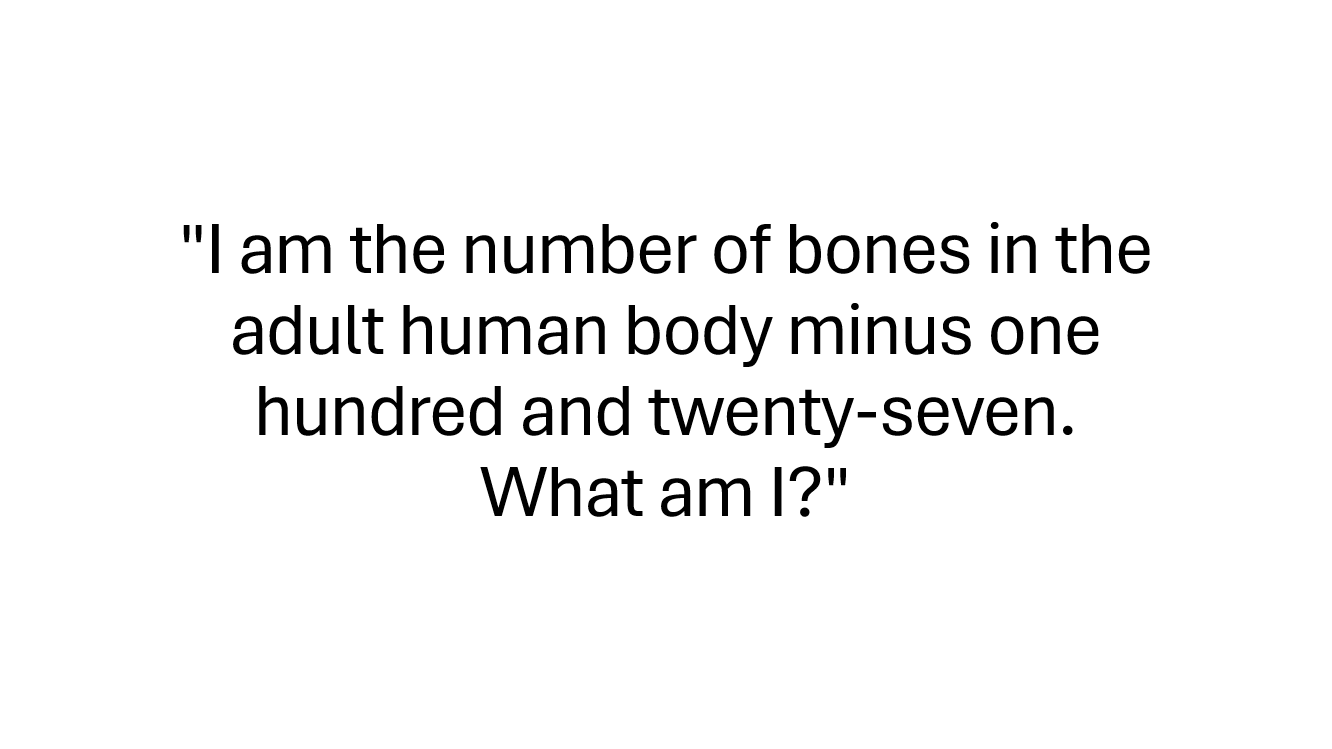 "I am the number of bones in the
adult human body minus one
hundred and twenty-seven.
What am I?"